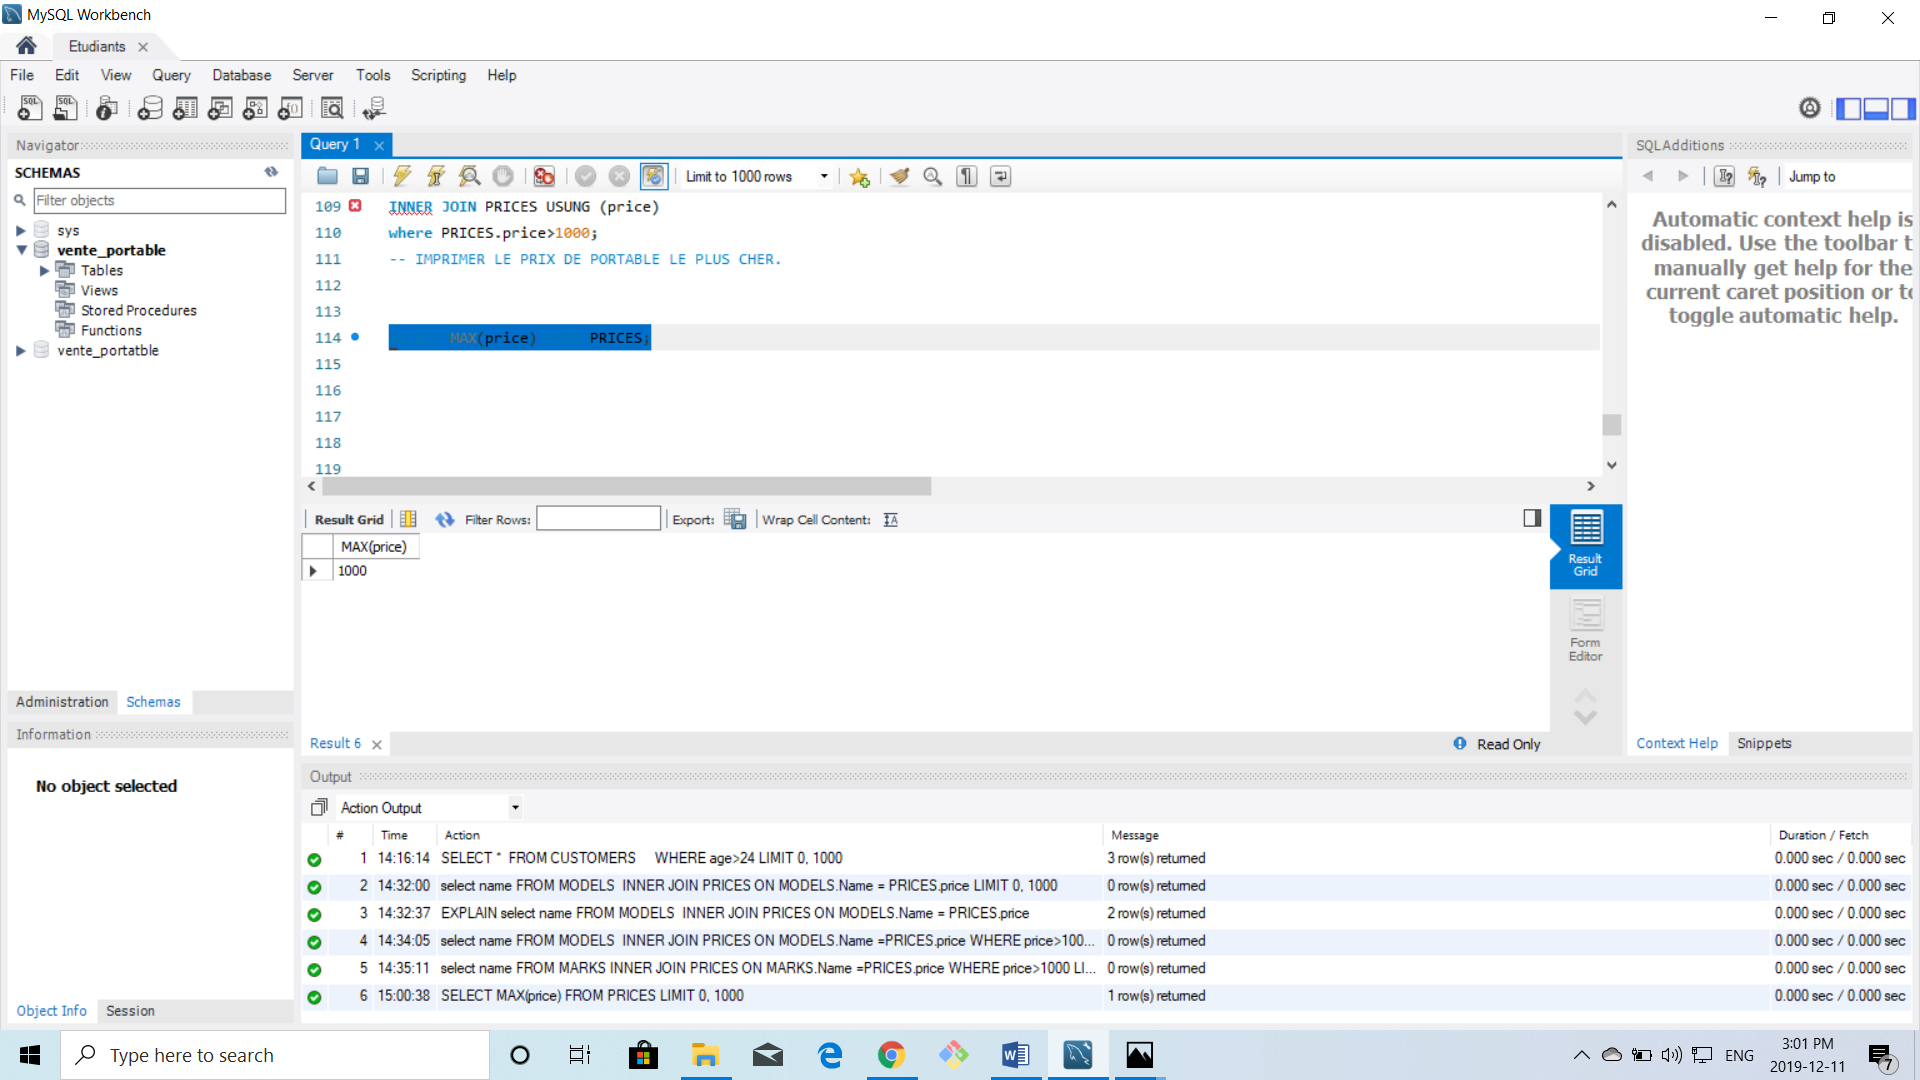 MySQL Workbench
Etudiants
File Edit View Query Database Server Tools Scripting Help
Navigator
SCHEMAS
Filter objects
sys
vente_portable
Tables
Views
Stored Procedures
Functions
vente_portatble
Administration Schemas
Information
No object selected
Object Info Session
Query 1
Limit to 1000 rows
109 INNER JOIN PRICES USUNG (price)
110 where PRICES.price>1000;
111 -- IMPRIMER LE PRIX DE PORTABLE LE PLUS CHER.
112
113
114 MAX(price) PRICES;
115
116
117
118
119
Result Grid Filter Rows: Export: Wrap Cell Content:
MAX(price)
1000
Result Grid
Form Editor
Result 6
Read Only
SQLAdditions
Jump to
Automatic context help is
disabled. Use the toolbar t
manually get help for the
current caret position or to
toggle automatic help.
Context Help Snippets
Output
Action Output
# Time Action Message Duration / Fetch
1 14:16:14 SELECT * FROM CUSTOMERS WHERE age>24 LIMIT 0, 1000 3 row(s) returned 0.000 sec / 0.000 sec
2 14:32:00 select name FROM MODELS INNER JOIN PRICES ON MODELS.Name = PRICES.price LIMIT 0, 1000 0 row(s) returned 0.000 sec / 0.000 sec
3 14:32:37 EXPLAIN select name FROM MODELS INNER JOIN PRICES ON MODELS.Name = PRICES.price 2 row(s) returned 0.000 sec / 0.000 sec
4 14:34:05 select name FROM MODELS INNER JOIN PRICES ON MODELS.Name =PRICES.price WHERE price>100... 0 row(s) returned 0.000 sec / 0.000 sec
5 14:35:11 select name FROM MARKS INNER JOIN PRICES ON MARKS.Name =PRICES.price WHERE price>1000 LI... 0 row(s) returned 0.000 sec / 0.000 sec
6 15:00:38 SELECT MAX(price) FROM PRICES LIMIT 0, 1000 1 row(s) returned 0.000 sec / 0.000 sec
Type here to search
ENG
3:01 PM
2019-12-11
7